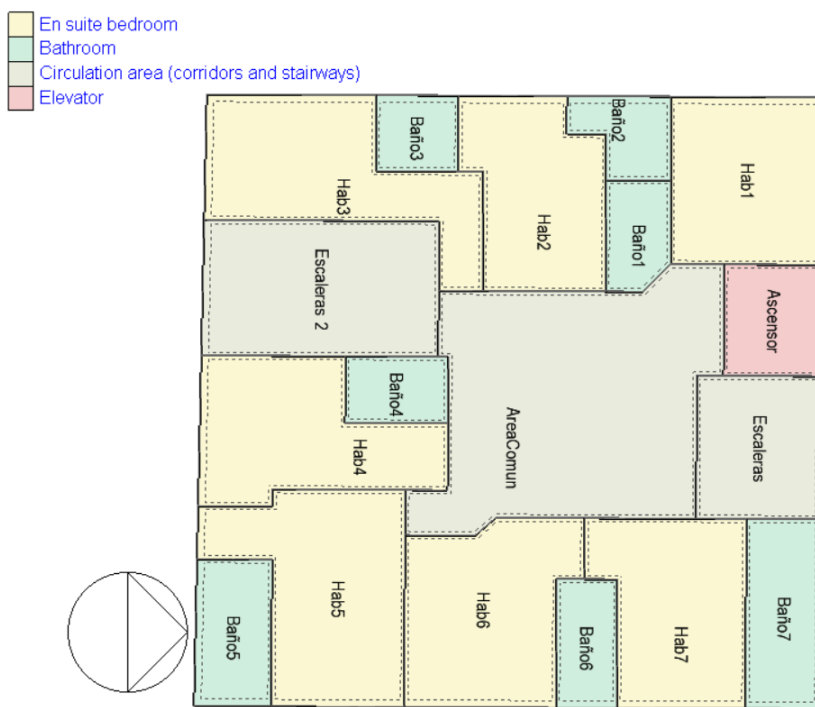 En suite bedroom
Bathroom
Circulation area (corridors and stairways)
Elevator
Baño3
Baño2
Hab1
Hab3
Hab2
Baño1
Escaleras 2
Ascensor
Baño4
AreaComun
Escaleras
Hab4
Hab5
Hab6
Baño5
Baño6
Hab7
Baño7